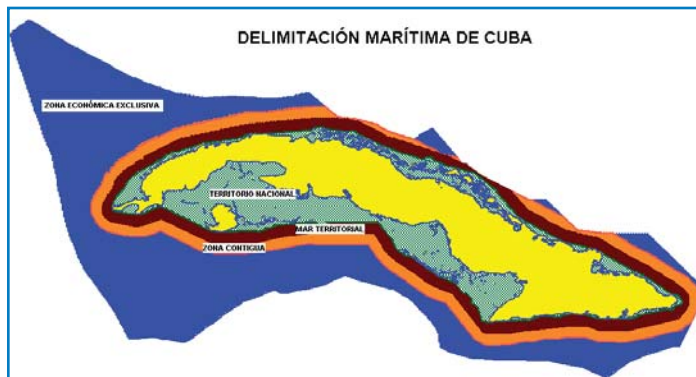 DELIMITACIÓN MARÍTIMA DE CUBA
ZONA ECONÓMICA EXCLUSIVA
TERRITORIO NACIONAL
MAR TERRITORIAL
ZONA CONTIGUA